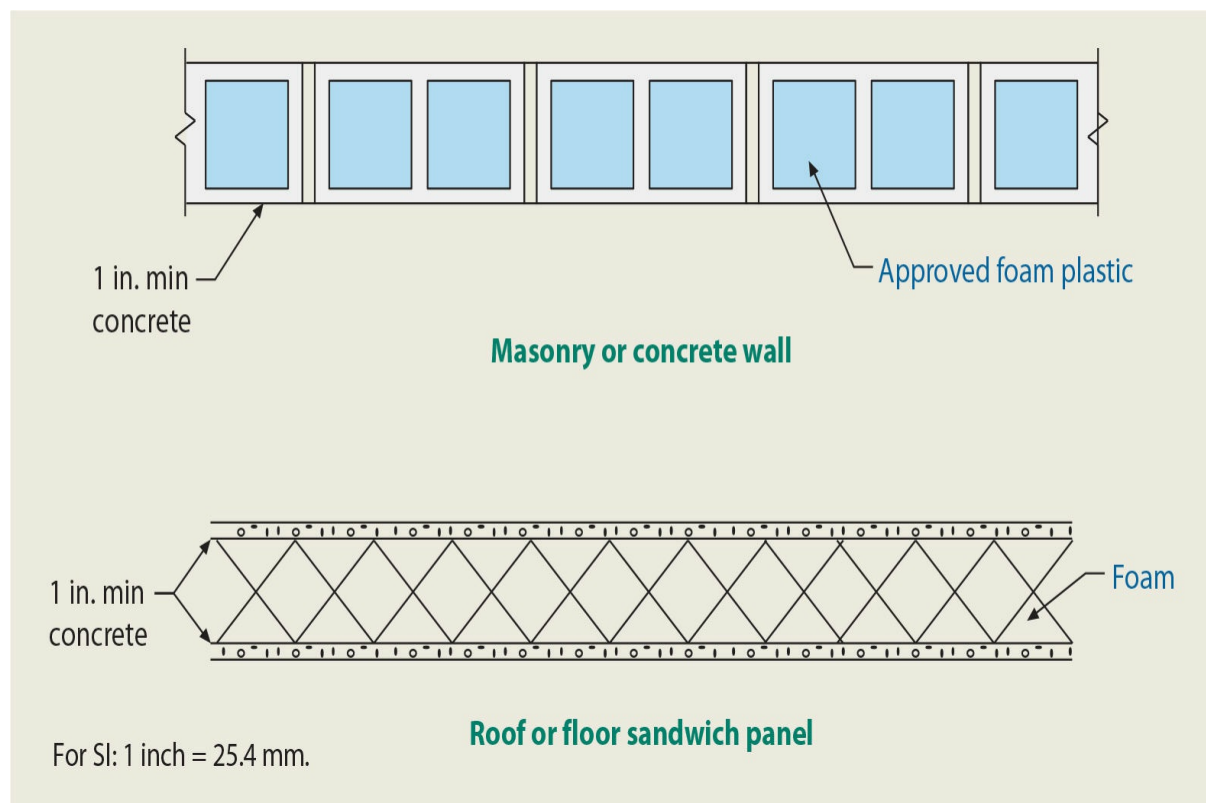 1 in. min
concrete
Approved foam plastic
Masonry or concrete wall
1 in. min
concrete
Foam
Roof or floor sandwich panel
For SI: 1 inch = 25.4 mm.